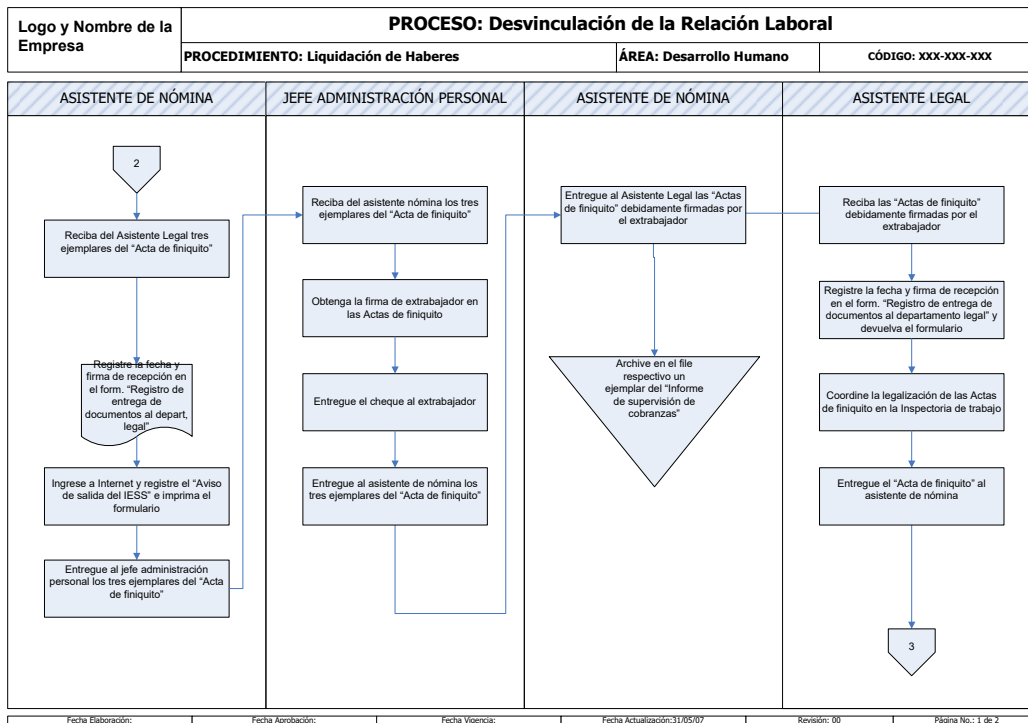 Logo y Nombre de la
Empresa
PROCESO: Desvinculación de la Relación Laboral
PROCEDIMIENTO: Liquidación de Haberes
ÁREA: Desarrollo Humano
CÓDIGO: XXX-XXX-XXX
ASISTENTE DE NÓMINA
JEFE ADMINISTRACIÓN PERSONAL
ASISTENTE DE NÓMINA
ASISTENTE LEGAL
2
Reciba del Asistente Legal tres
ejemplares del “Acta de finiquito”
Registre la fecha y
firma de recepción en
el form. “Registro de
entrega de
documentos al depart,
legal”
Ingrese a Internet y registre el “Aviso
de salida del IESS” e imprima el
formulario
Entregue al jefe administración
personal los tres ejemplares del “Acta
de finiquito”
Reciba del asistente nómina los tres
ejemplares del “Acta de finiquito”
Obtenga la firma de extrabajador en
las Actas de finiquito
Entregue el cheque al extrabajador
Entregue al asistente de nómina los
tres ejemplares del “Acta de finiquito”
Entregue al Asistente Legal las “Actas
de finiquito” debidamente firmadas por
el extrabajador
Archive en el file
respectivo un
ejemplar del “Informe
de supervisión de
cobranzas”
Reciba las “Actas de finiquito”
debidamente firmadas por el
extrabajador
Registre la fecha y firma de recepción
en el form. “Registro de entrega de
documentos al departamento legal” y
devuelva el formulario
Coordine la legalización de las Actas
de finiquito en la Inspectoria de trabajo
Entregue el “Acta de finiquito” al
asistente de nómina
3
Fecha Elaboración:
Fecha Aprobación:
Fecha Vigencia:
Fecha Actualización:31/05/07
Revisión: 00
Página No.: 1 de 2